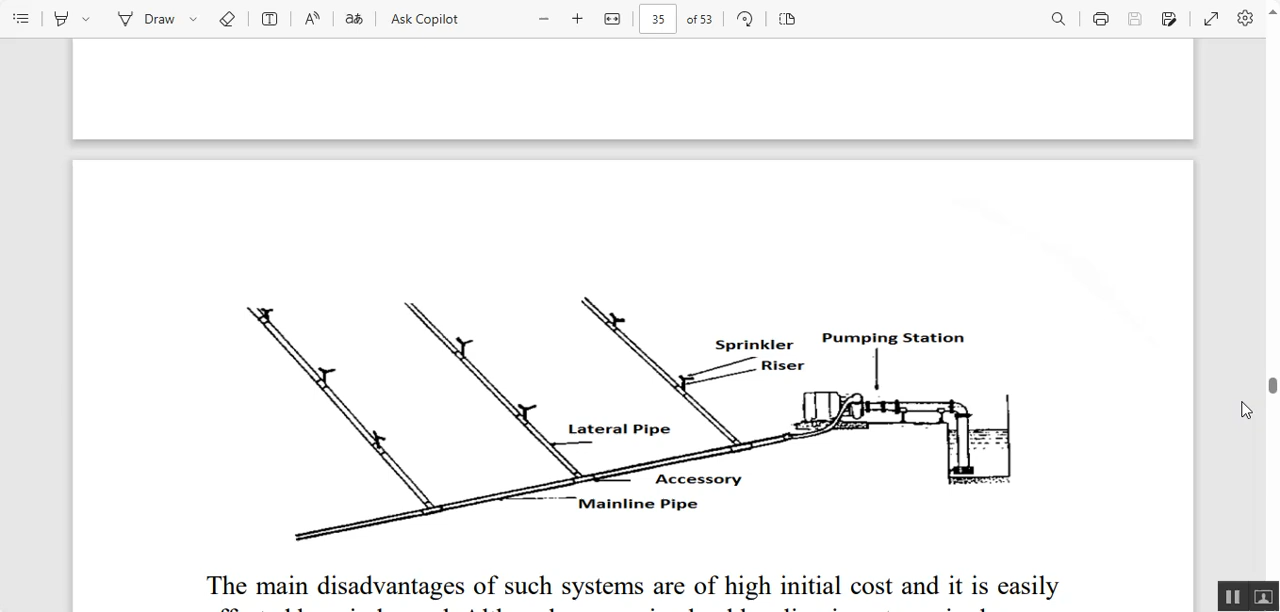 Draw
Ask Copilot
35 of 53
Pumping Station
Sprinkler
Riser
Lateral Pipe
Accessory
Mainline Pipe
The main disadvantages of such systems are of high initial cost and it is easily